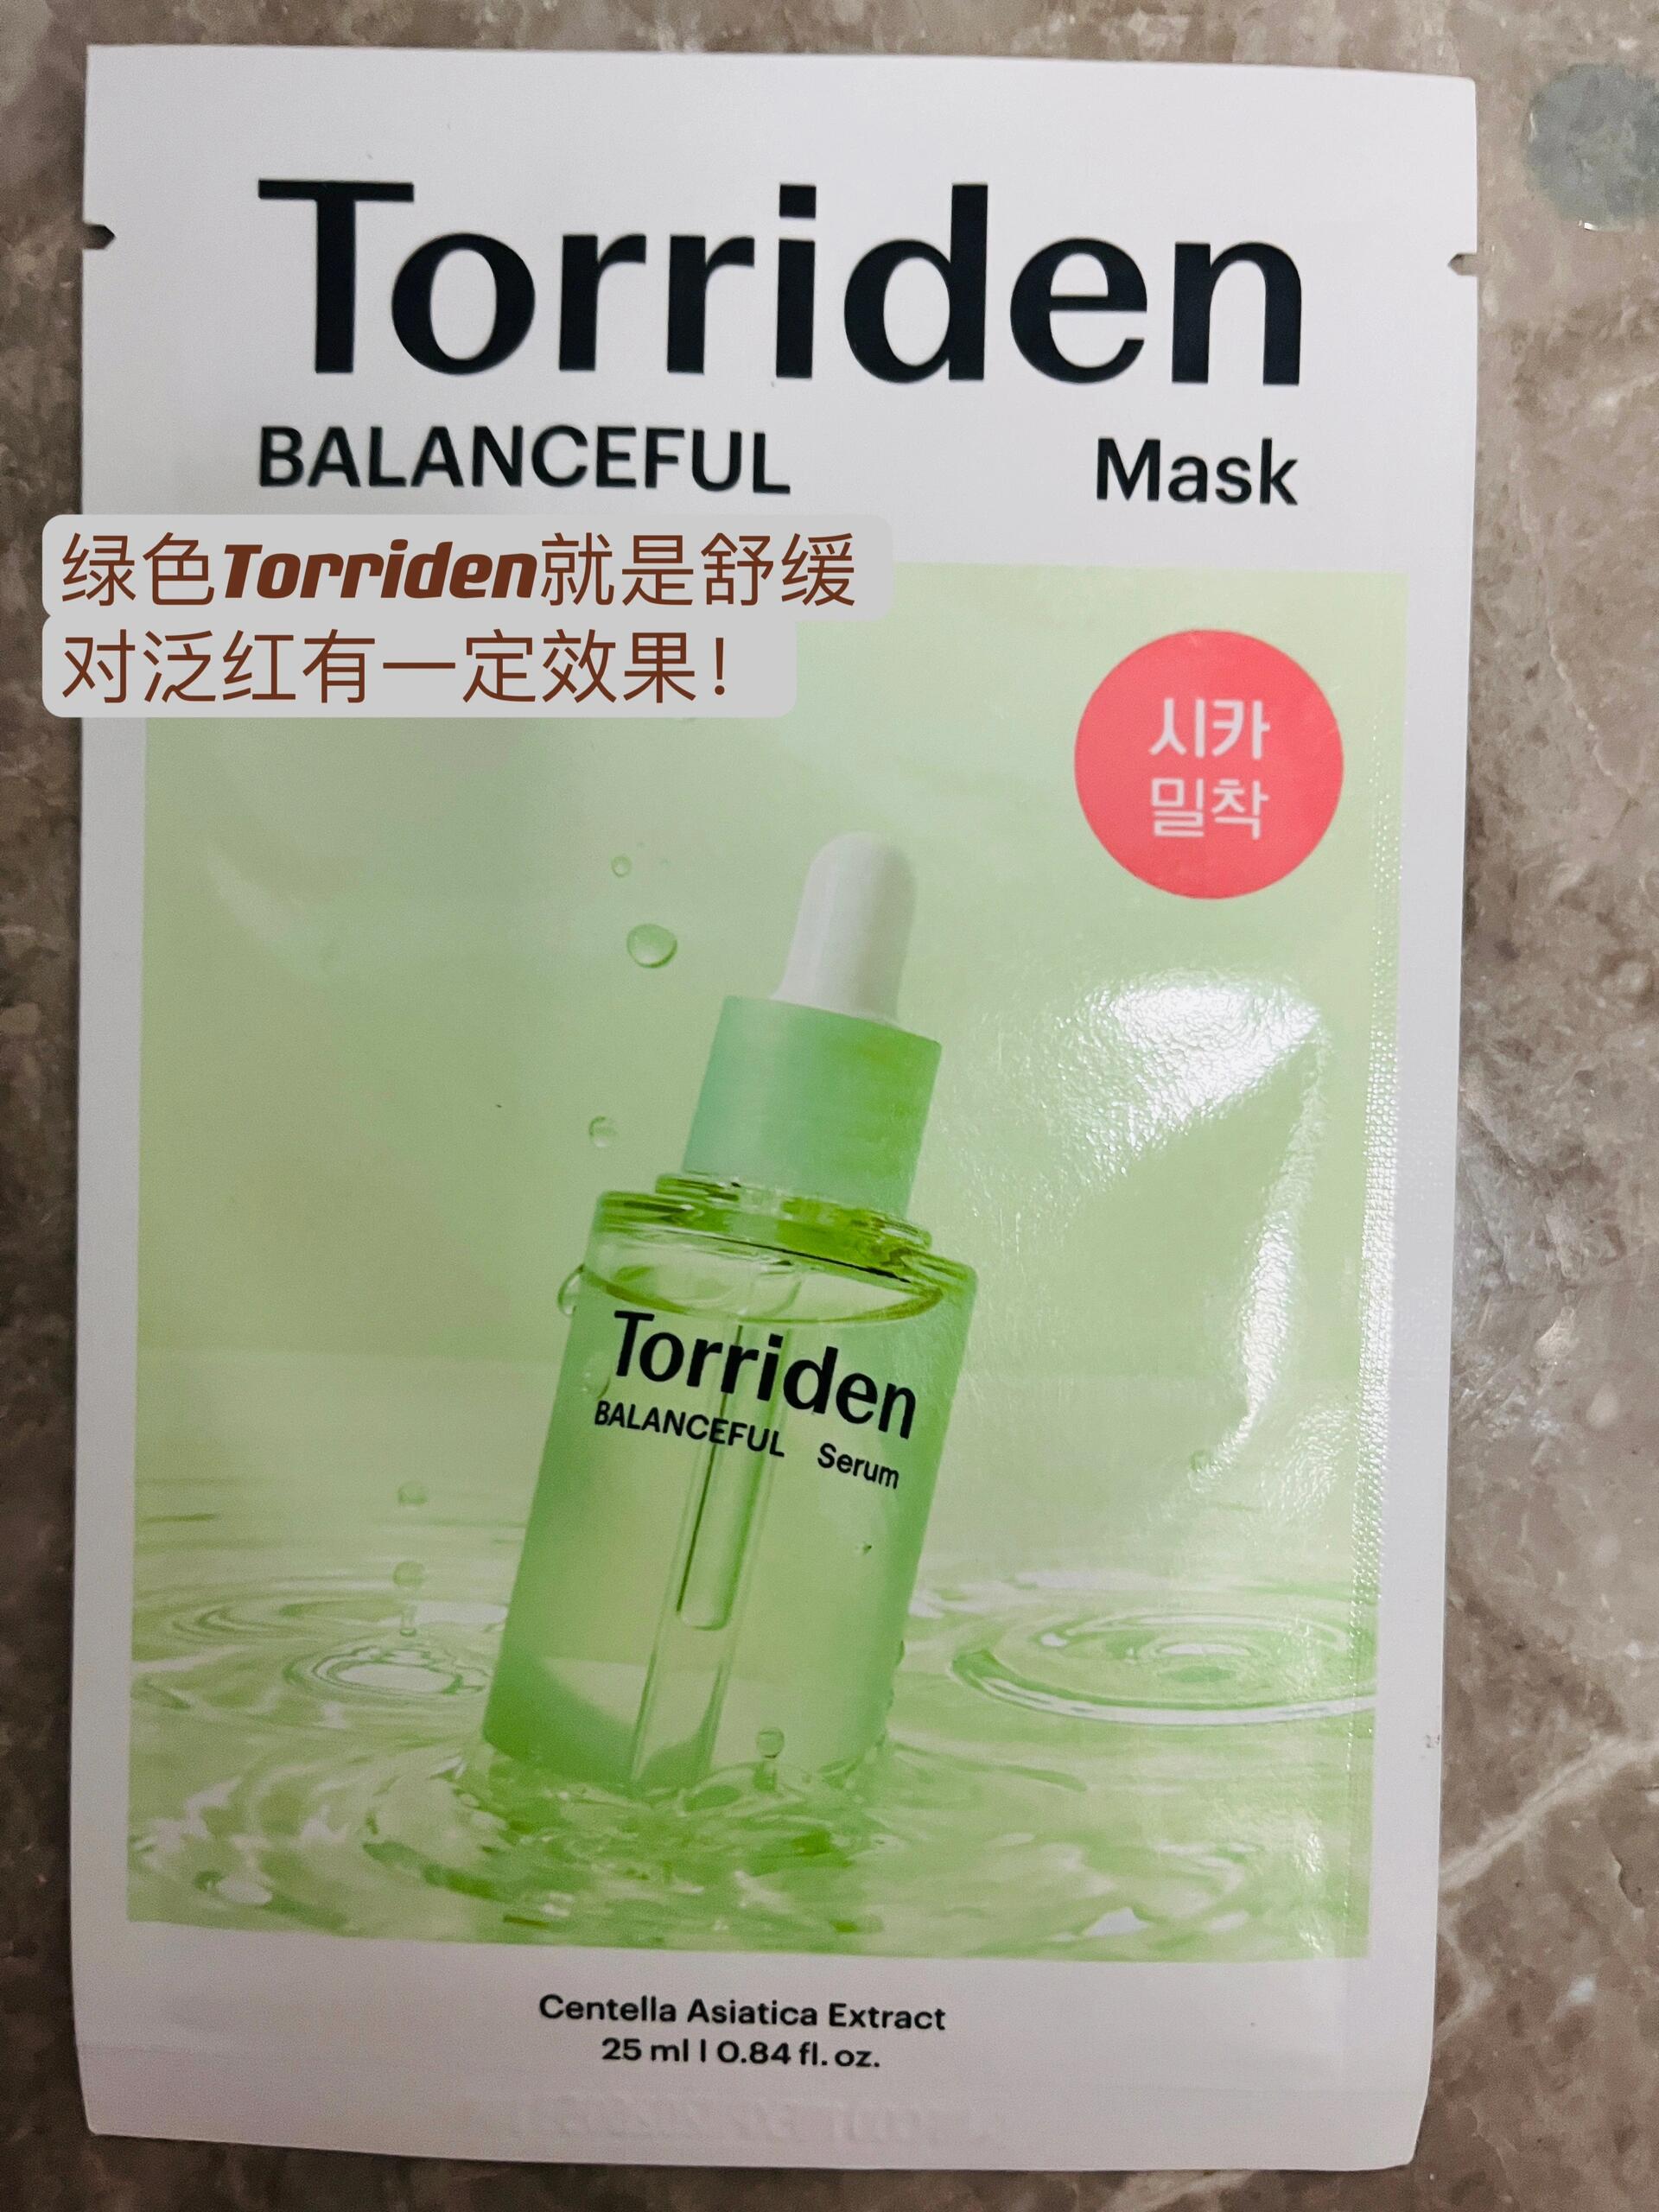 Torriden
BALANCEFUL Mask
绿色Torriden就是舒缓
对泛红有一定效果！
시카
밀착
Torriden
BALANCEFUL Serum
Centella Asiatica Extract
25 ml | 0.84 fl. oz.